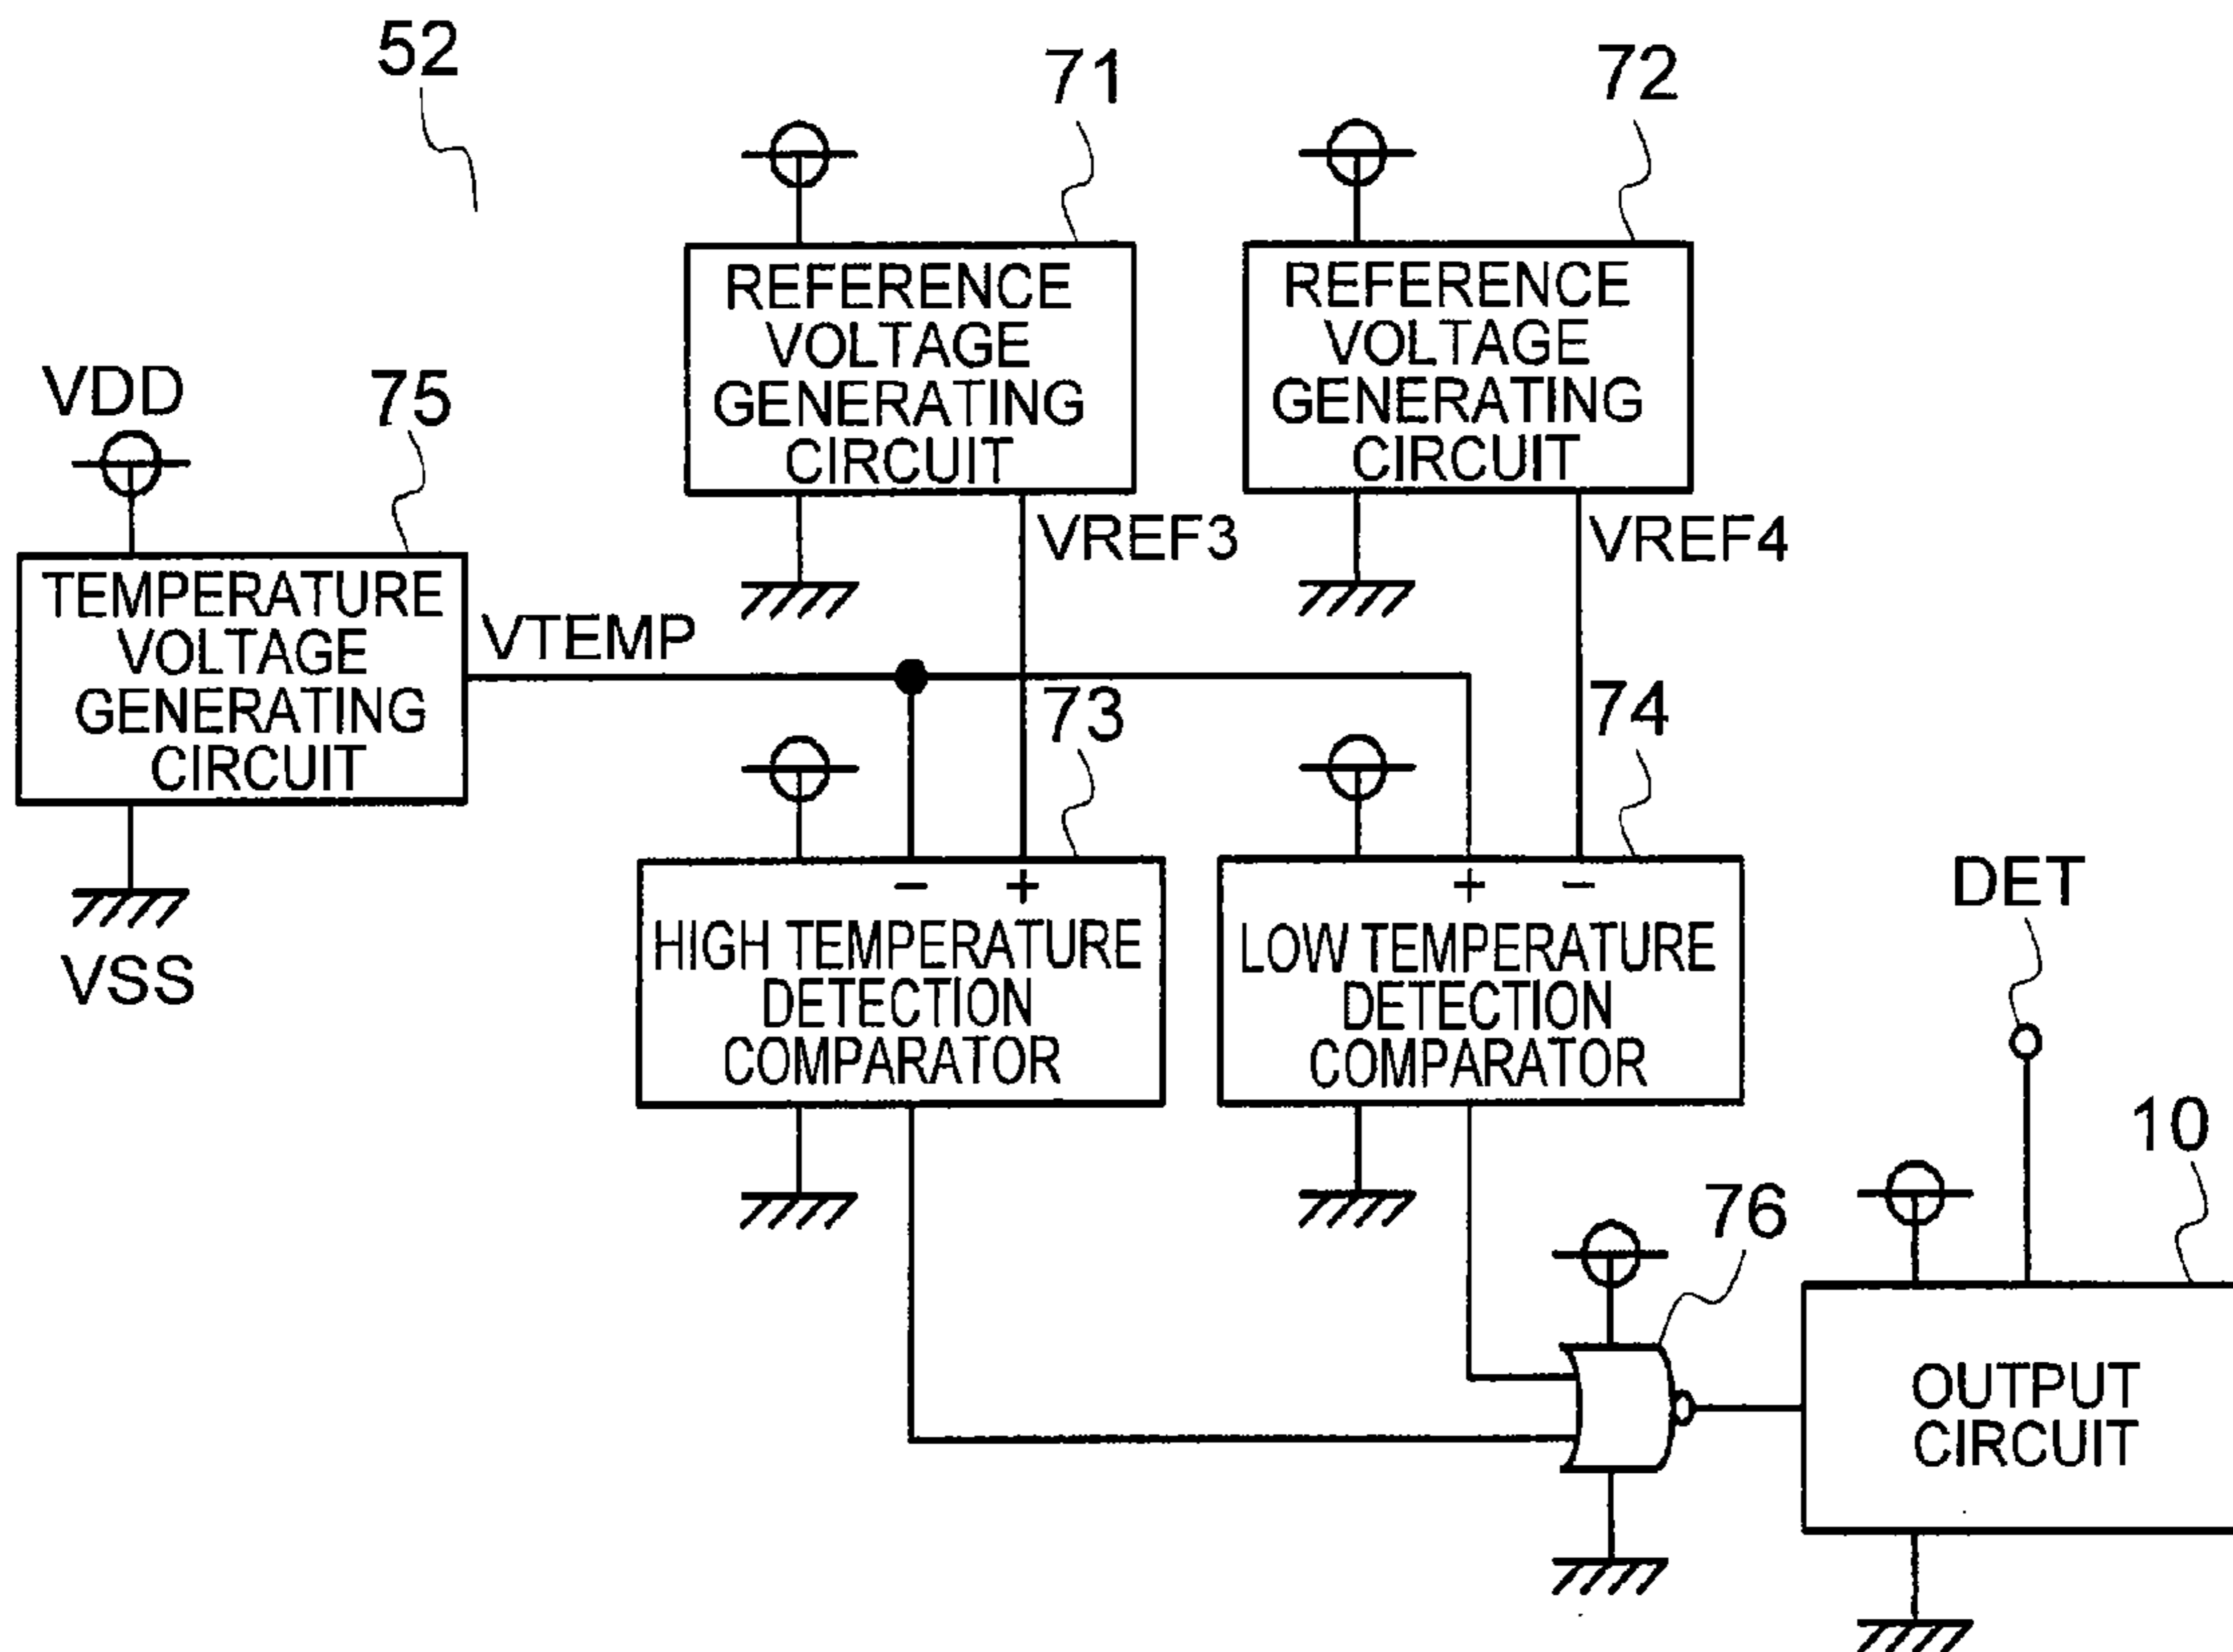 52
71
72
REFERENCE
VOLTAGE
GENERATING
CIRCUIT
REFERENCE
VOLTAGE
GENERATING
CIRCUIT
VDD
75
VREF3
VREF4
TEMPERATURE
VOLTAGE
GENERATING
CIRCUIT
VTEMP
73
74
VSS
− +
HIGH TEMPERATURE
DETECTION
COMPARATOR
+ −
LOW TEMPERATURE
DETECTION
COMPARATOR
DET
10
76
OUTPUT
CIRCUIT